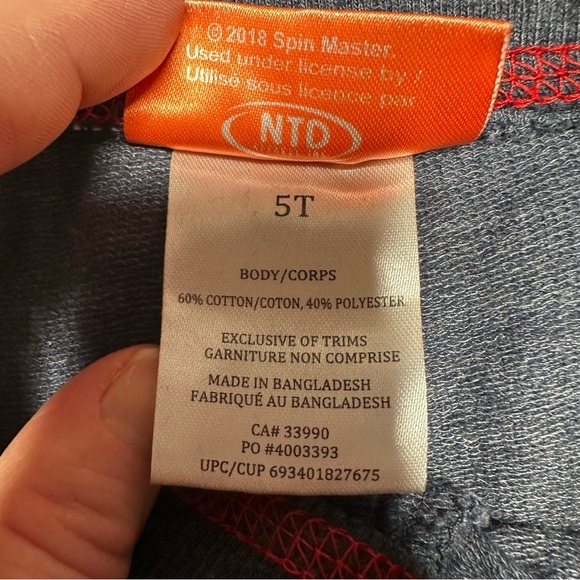 © 2018 Spin Master.
Used under license by /
Utilisé sous licence par
NTD
5T
BODY/CORPS
60% COTTON/COTON, 40% POLYESTER
EXCLUSIVE OF TRIMS
GARNITURE NON COMPRISE
MADE IN BANGLADESH
FABRIQUÉ AU BANGLADESH
CA# 33990
PO #4003393
UPC/CUP 693401827675